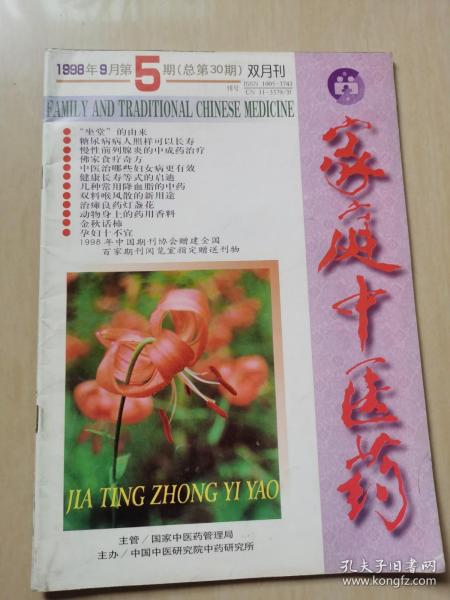 1998年9月第5期(总第30期) 双月刊
刊号 ISSN 1005-3743
CN 11-3379/R
FAMILY AND TRADITIONAL CHINESE MEDICINE
家庭中医药
● “坐堂”的由来
● 糖尿病病人照样可以长寿
● 慢性前列腺炎的中成药治疗
● 佛家食疗奇方
● 中医治哪些妇女病更有效
● 健康长寿等式的启迪
● 几种常用降血脂的中药
● 双料喉风散的新用途
● 治瘫良药灯盏花
● 动物身上的药用香料
● 金秋话柿
● 孕妇十不宜
1998年中国期刊协会赠建全国
百家期刊阅览室指定赠送刊物
JIA TING ZHONG YI YAO
主管/国家中医药管理局
主办/中国中医研究院中药研究所
孔夫子旧书网
www.kongfz.com